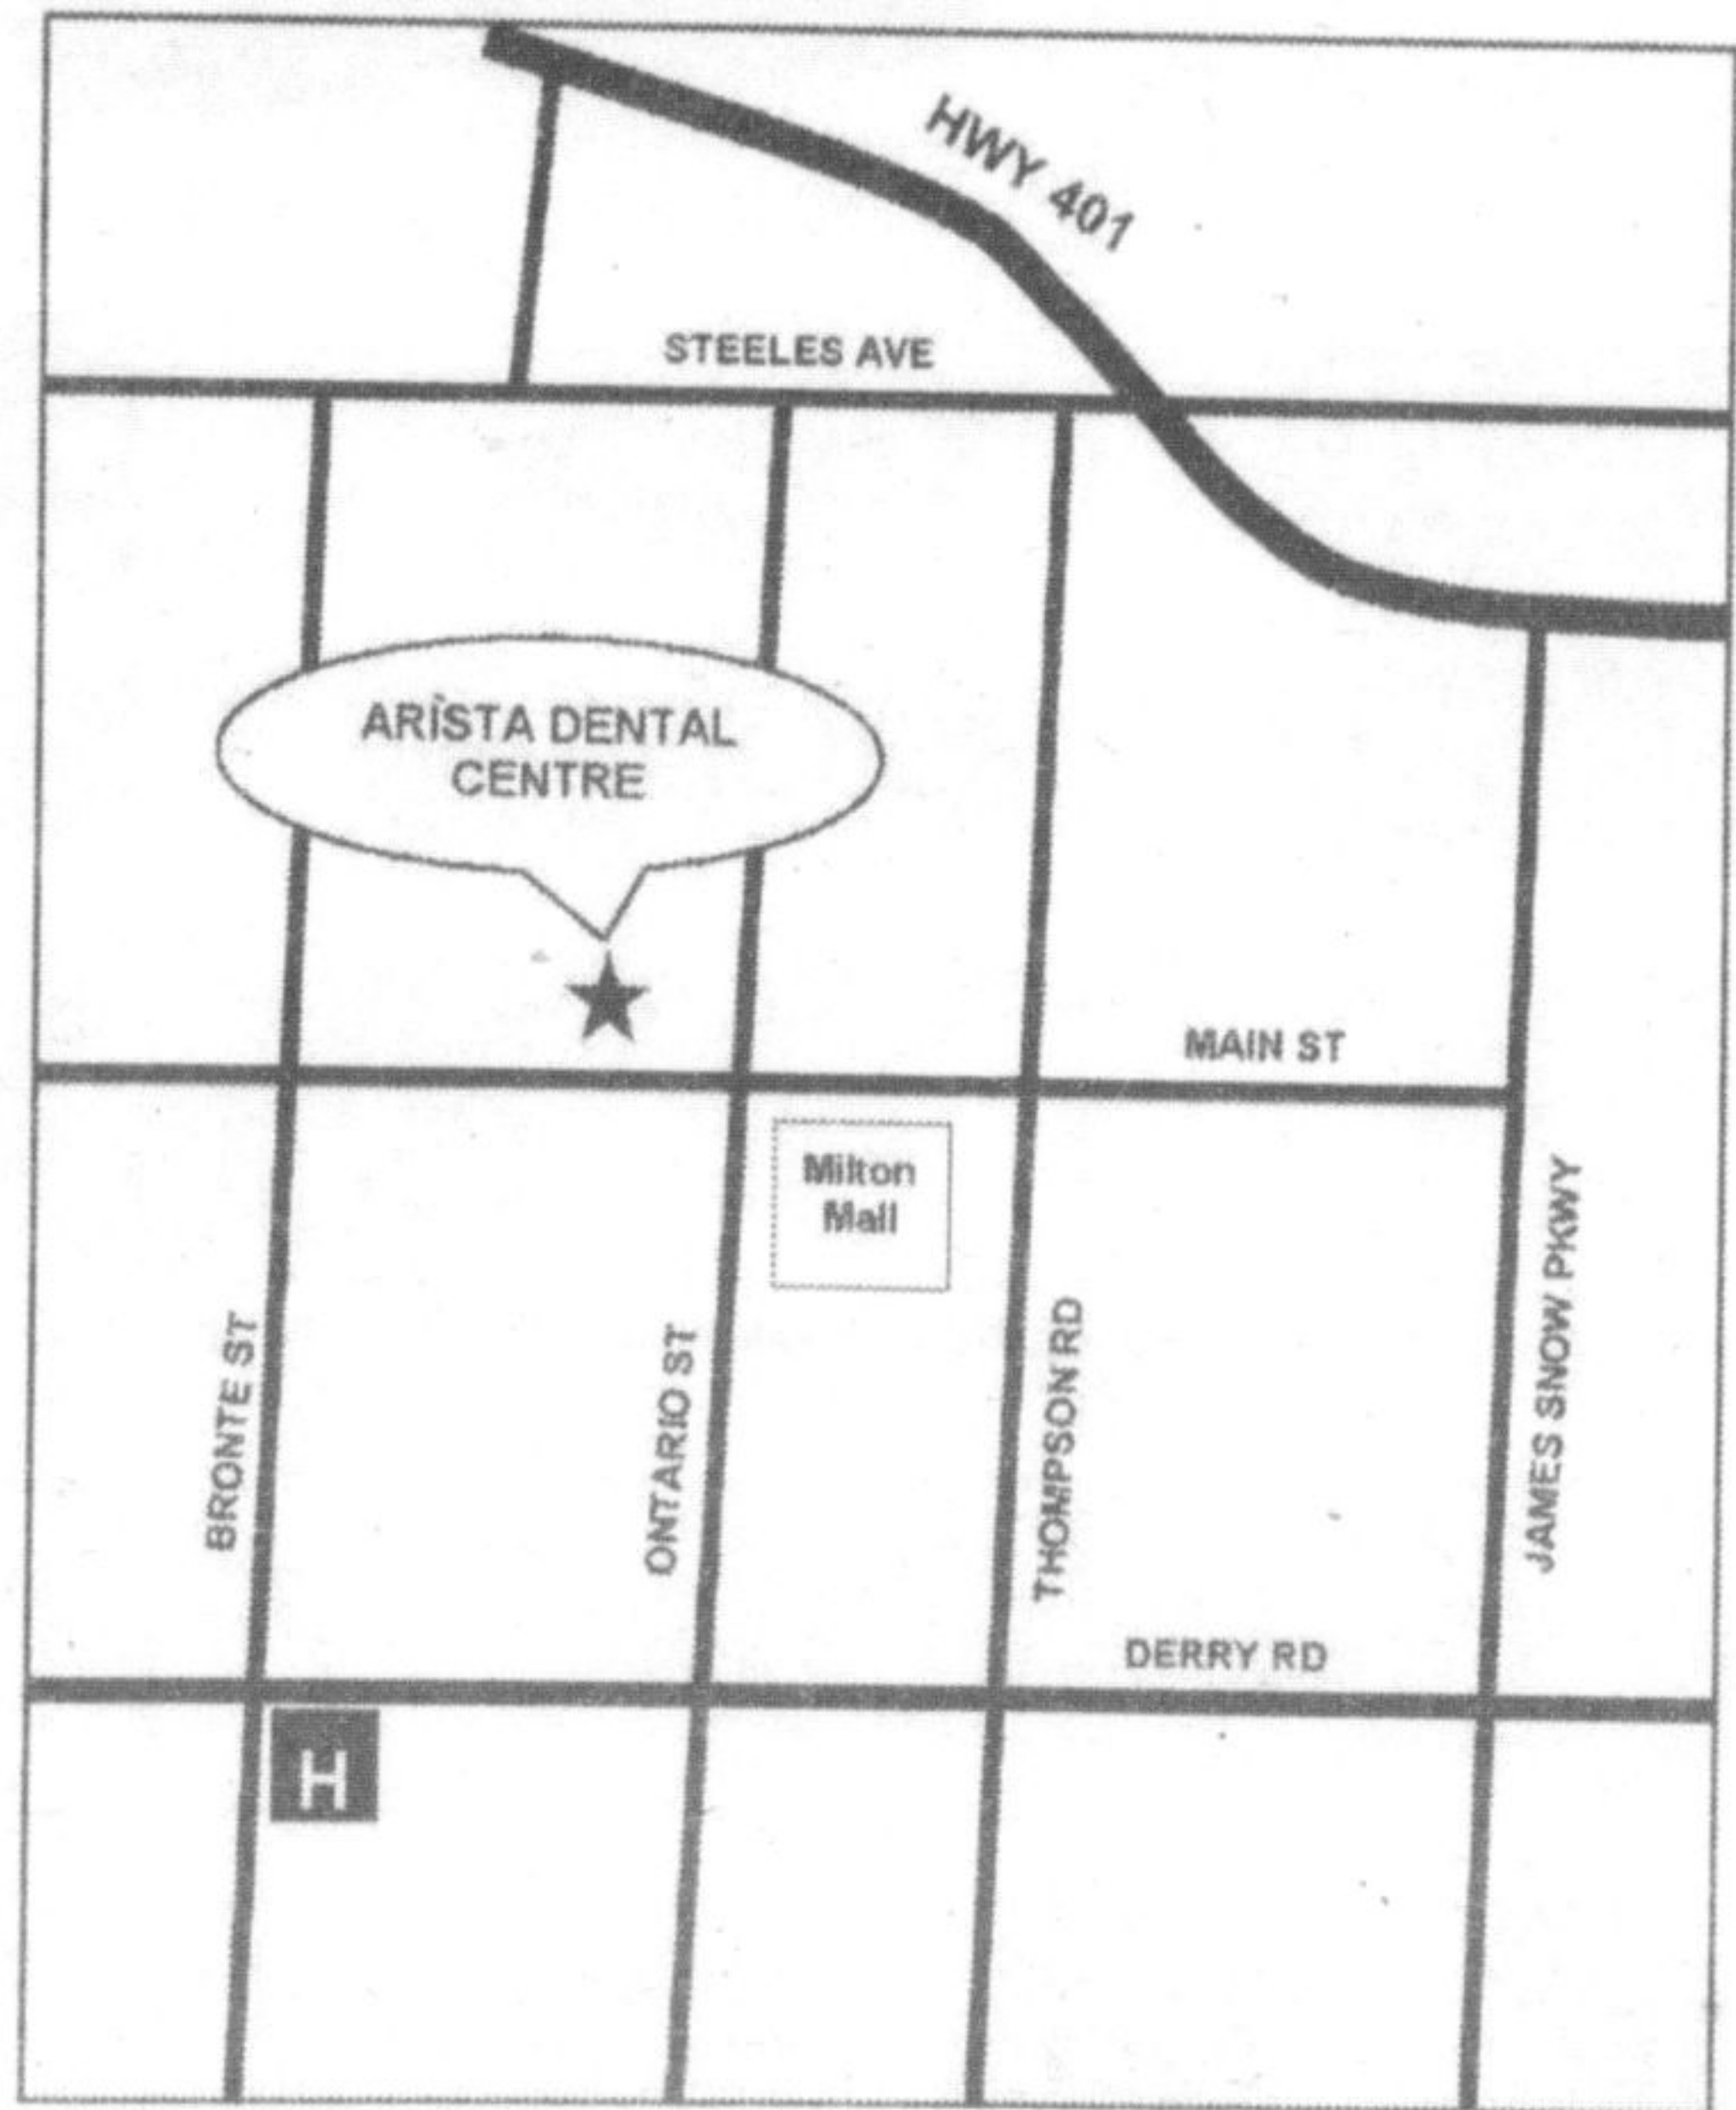 HWY 401
STEELES AVE
ARISTA DENTAL
CENTRE
MAIN ST
Milton
Mall
BRONTE ST
ONTARIO ST
THOMPSON RD
JAMES SNOW PKWY
DERRY RD
H